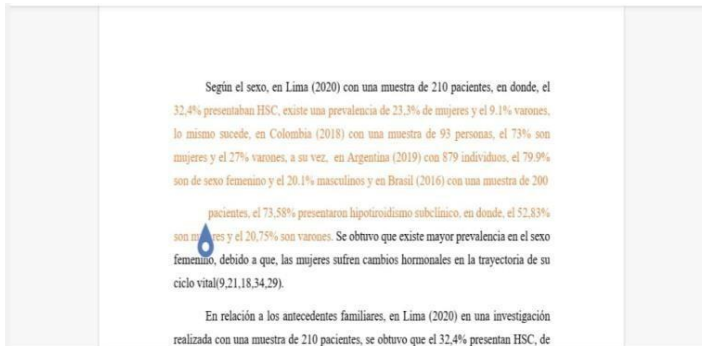 Según el sexo, en Lima (2020) con una muestra de 210 pacientes, en donde, el
32,4% presentaban HSC, existe una prevalencia de 23,3% de mujeres y el 9.1% varones,
lo mismo sucede, en Colombia (2018) con una muestra de 93 personas, el 73% son
mujeres y el 27% varones, a su vez, en Argentina (2019) con 879 individuos, el 79.9%
son de sexo femenino y el 20.1% masculinos y en Brasil (2016) con una muestra de 200
pacientes, el 73,58% presentaron hipotiroidismo subclínico, en donde, el 52,83%
son y el 20,75% son varones. Se obtuvo que existe mayor prevalencia en el sexo
femenino, debido a que, las mujeres sufren cambios hormonales en la trayectoria de su
ciclo vital(9,21,18,34,29).
En relación a los antecedentes familiares, en Lima (2020) en una investigación
realizada con una muestra de 210 pacientes, se obtuvo que el 32,4% presentan HSC, de